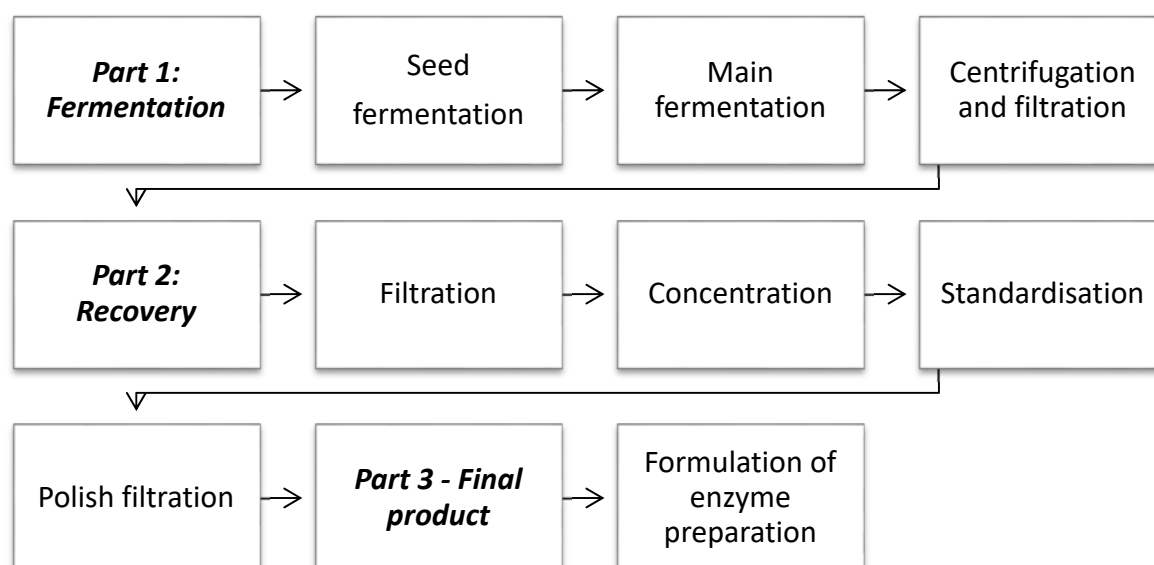 Part 1:
Fermentation
Seed
fermentation
Main
fermentation
Centrifugation
and filtration
Part 2:
Recovery
Filtration
Concentration
Standardisation
Polish filtration
Part 3 - Final
product
Formulation of
enzyme
preparation